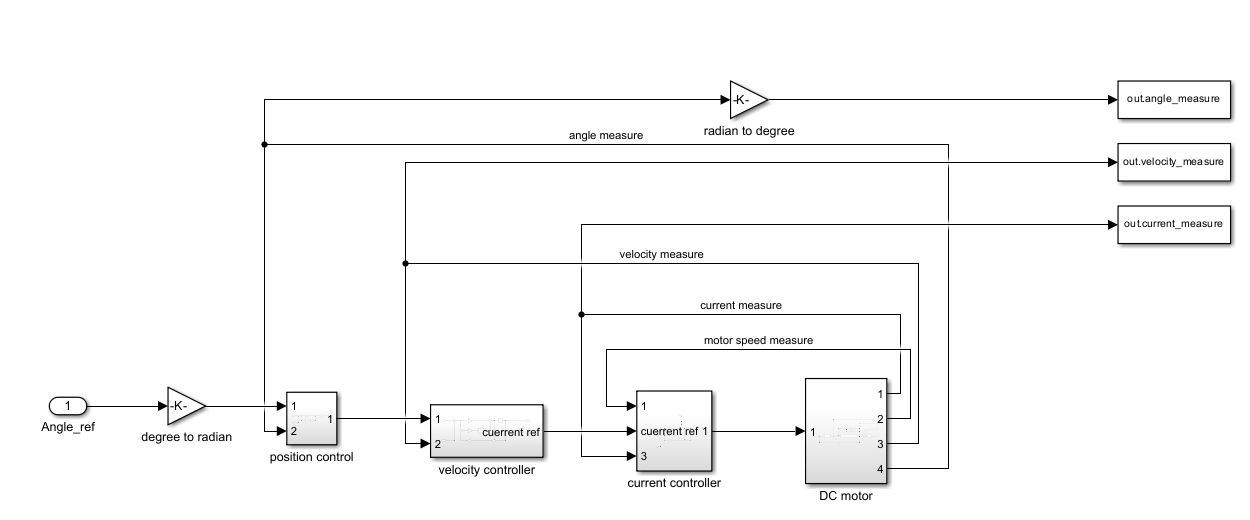 -K-
out.angle_measure
radian to degree
angle measure
out.velocity_measure
out.current_measure
velocity measure
current measure
motor speed measure
1
Angle_ref
-K-
degree to radian
1
2
1
position control
1
2
cuerrent ref
velocity controller
1
cuerrent ref
3
1
current controller
1
1
2
3
4
DC motor